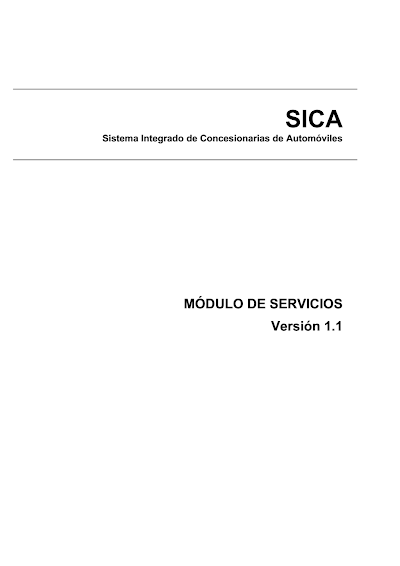 SICA
Sistema Integrado de Concesionarias de Automóviles
MÓDULO DE SERVICIOS
Versión 1.1